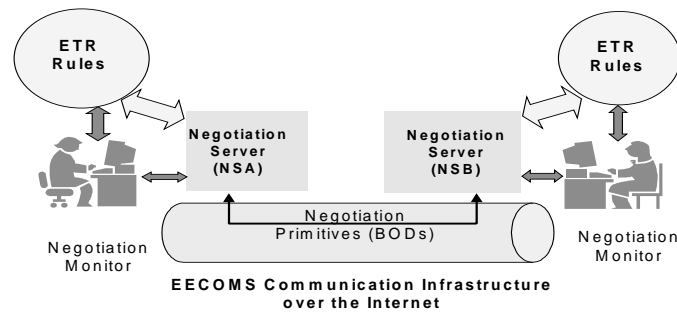 ETR
Rules
ETR
Rules
Negotiation
Server
(NSA)
Negotiation
Server
(NSB)
Negotiation
Primitives (BODs)
Negotiation
Monitor
Negotiation
Monitor
EECOMS Communication Infrastructure
over the Internet